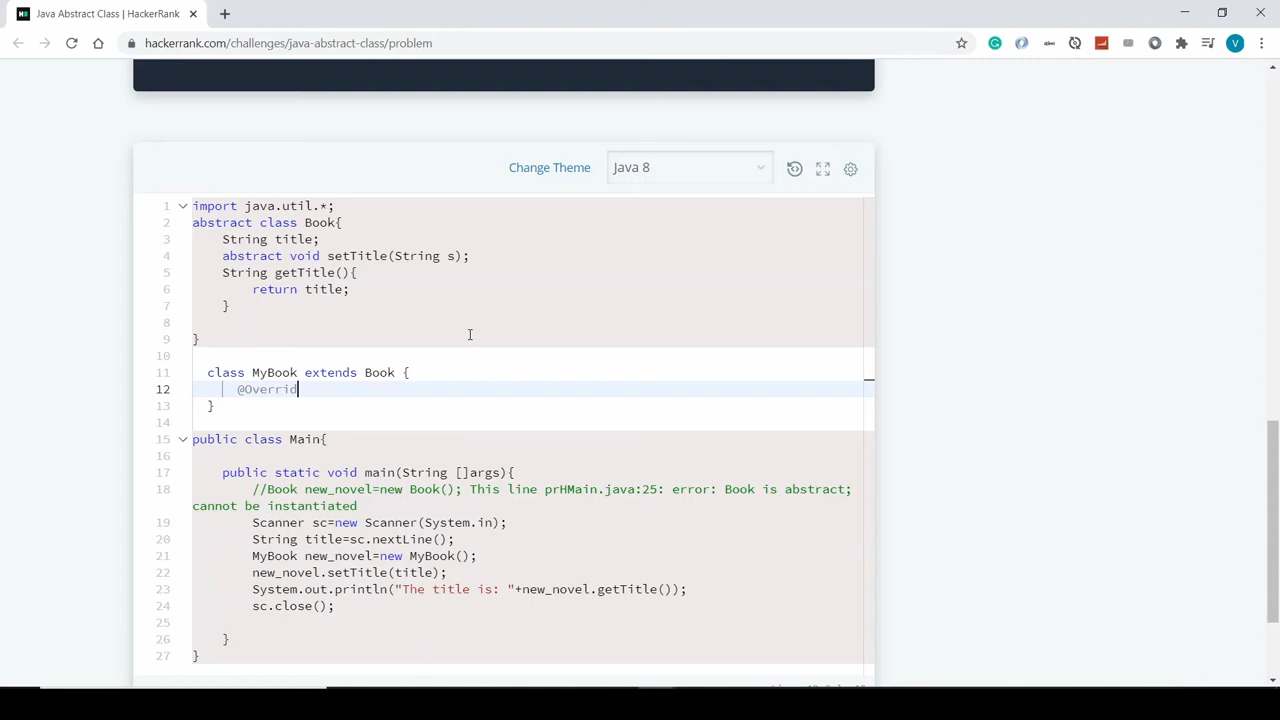 Java Abstract Class | HackerRank
hackerrank.com/challenges/java-abstract-class/problem
V
Change Theme
Java 8
1 import java.util.*;
2 abstract class Book{
3 String title;
4 abstract void setTitle(String s);
5 String getTitle(){
6 return title;
7 }
8
9 }
10
11 class MyBook extends Book {
12 @Overrid
13 }
14
15 public class Main{
16
17 public static void main(String []args){
18 //Book new_novel=new Book(); This line prHMain.java:25: error: Book is abstract;
cannot be instantiated
19 Scanner sc=new Scanner(System.in);
20 String title=sc.nextLine();
21 MyBook new_novel=new MyBook();
22 new_novel.setTitle(title);
23 System.out.println("The title is: "+new_novel.getTitle());
24 sc.close();
25
26 }
27 }